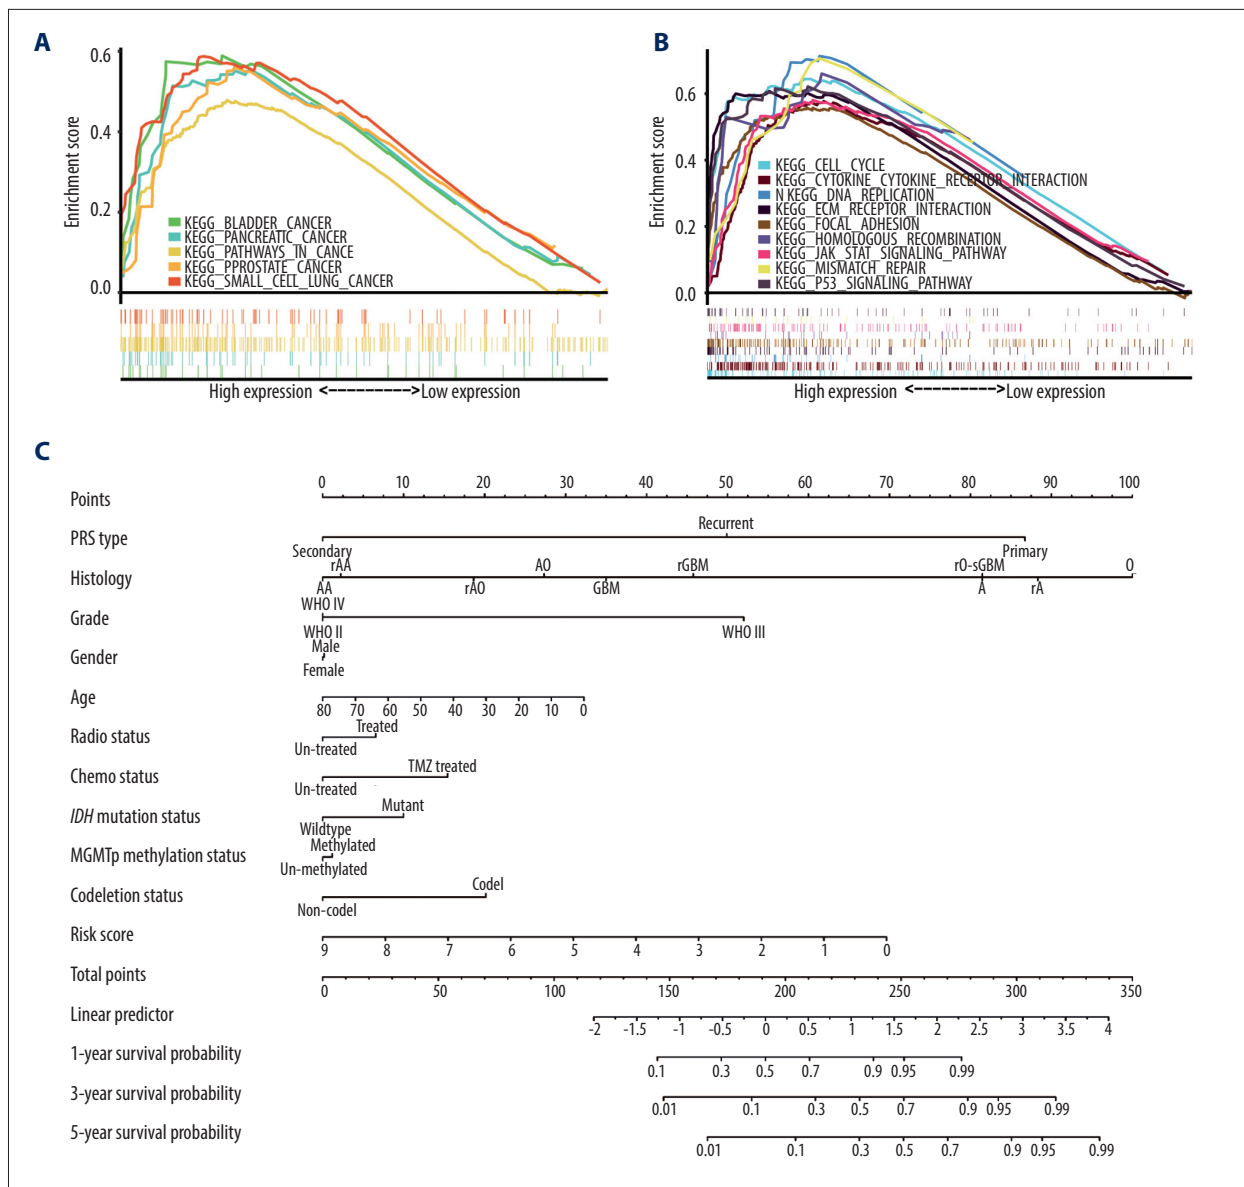 A
Enrichment score
0.6
0.4
0.2
0.0
KEGG_BLADDER_CANCER
KEGG_PANCREATIC_CANCER
KEGG_PATHWAYS_IN_CANCE
KEGG_PPROSTATE_CANCER
KEGG_SMALL_CELL_LUNG_CANCER
High expression
Low expression
B
Enrichment score
0.6
0.4
0.2
0.0
KEGG_CELL_CYCLE
KEGG_CYTOKINE_CYTOKINE_RECEPTOR_INTERACTION
N KEGG_DNA_REPLICATION
KEGG_ECM_RECEPTOR_INTERACTION
KEGG_FOCAL_ADHESION
KEGG_HOMOLOGOUS_RECOMBINATION
KEGG_JAK_STAT_SIGNALING_PATHWAY
KEGG_MISMATCH_REPAIR
KEGG_P53_SIGNALING_PATHWAY
High expression
Low expression
C
0 10 20 30 40 50 60 70 80 90 100
Points
Recurrent
PRS type
Secondary Primary
rAA AO rGBM rO-sGBM O
Histology
AA rAO GBM A rA
WHO IV
Grade
WHO II WHO III
Male
Gender
Female
Age
80 70 60 50 40 30 20 10 0
Treated
Radio status
Un-treated
TMZ treated
Chemo status
Un-treated
Mutant
IDH mutation status
Wildtype
Methylated
MGMTp methylation status
Un-methylated
Codel
Codeletion status
Non-codel
Risk score
9 8 7 6 5 4 3 2 1 0
Total points
0 50 100 150 200 250 300 350
Linear predictor
-2 -1.5 -1 -0.5 0 0.5 1 1.5 2 2.5 3 3.5 4
1-year survival probability
0.1 0.3 0.5 0.7 0.9 0.95 0.99
3-year survival probability
0.01 0.1 0.3 0.5 0.7 0.9 0.95 0.99
5-year survival probability
0.01 0.1 0.3 0.5 0.7 0.9 0.95 0.99